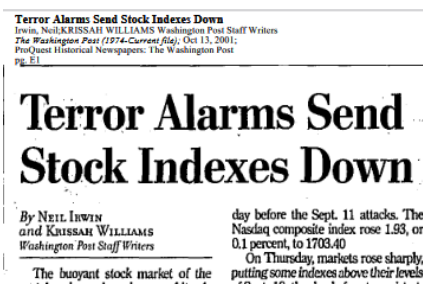 Terror Alarms Send Stock Indexes Down
Irwin, Neil;KRISSAH WILLIAMS Washington Post Staff Writers
The Washington Post (1974-Current file); Oct 13, 2001;
ProQuest Historical Newspapers: The Washington Post
pg. E1
Terror Alarms Send
Stock Indexes Down
By NEIL IRWIN
and KRISSAH WILLIAMS
Washington Post Staff Writers
The buoyant stock market of the
day before the Sept. 11 attacks. The
Nasdaq composite index rose 1.93, or
0.1 percent, to 1703.40
On Thursday, markets rose sharply,
putting some indexes above their levels